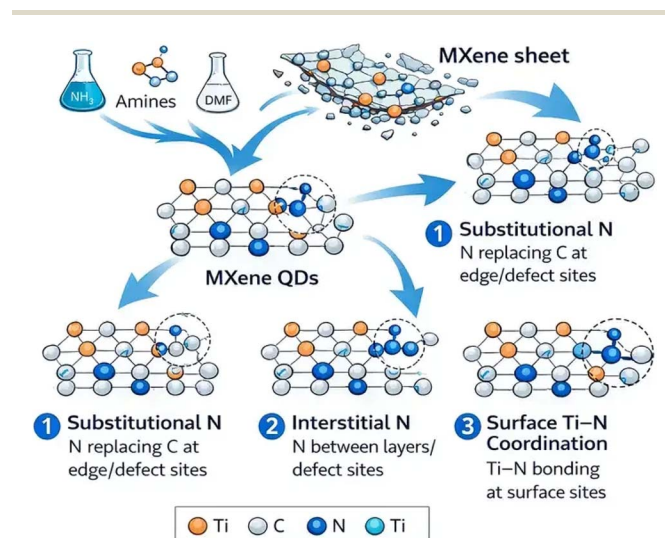 MXene sheet
NH3
Amines
DMF
MXene QDs
1 Substitutional N
N replacing C at
edge/defect sites
1 Substitutional N
N replacing C at
edge/defect sites
2 Interstitial N
N between layers/
defect sites
3 Surface Ti–N
Coordination
Ti–N bonding
at surface sites
Ti C N Ti